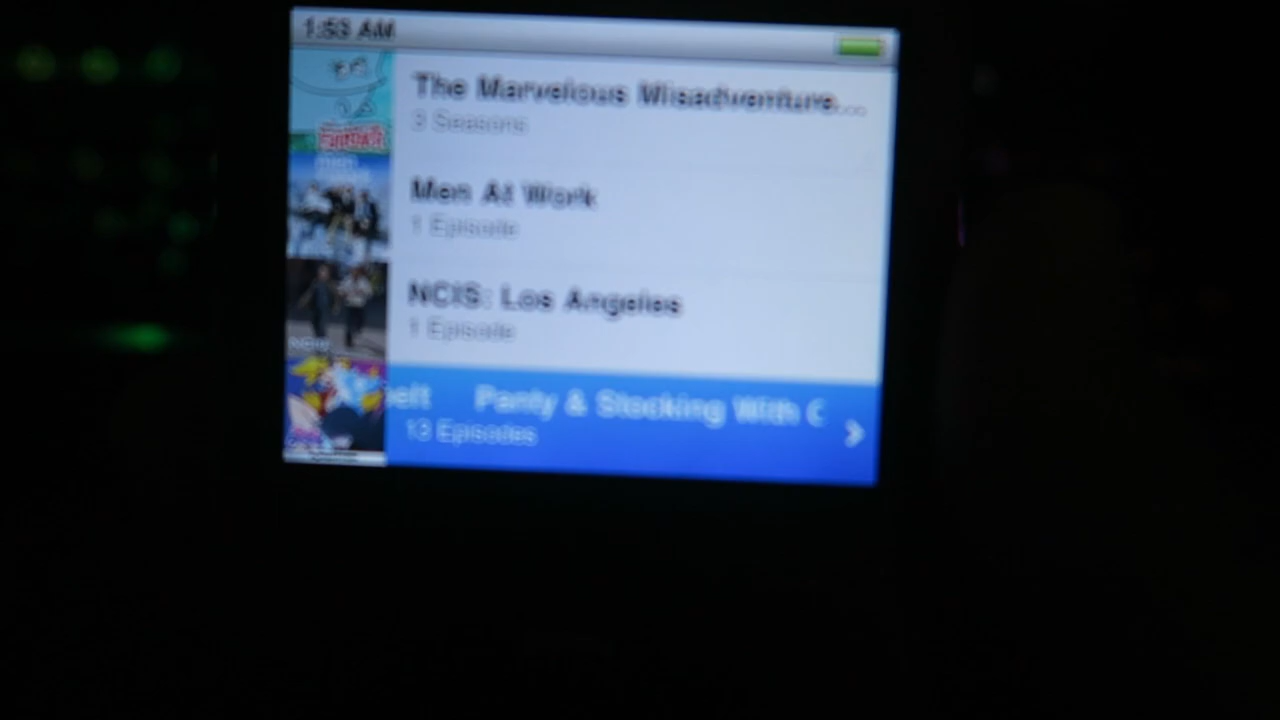 1:53 AM
The Marvelous Misadventure...
3 Seasons
Men At Work
1 Episode
NCIS: Los Angeles
1 Episode
elt Panty & Stocking With G
13 Episodes